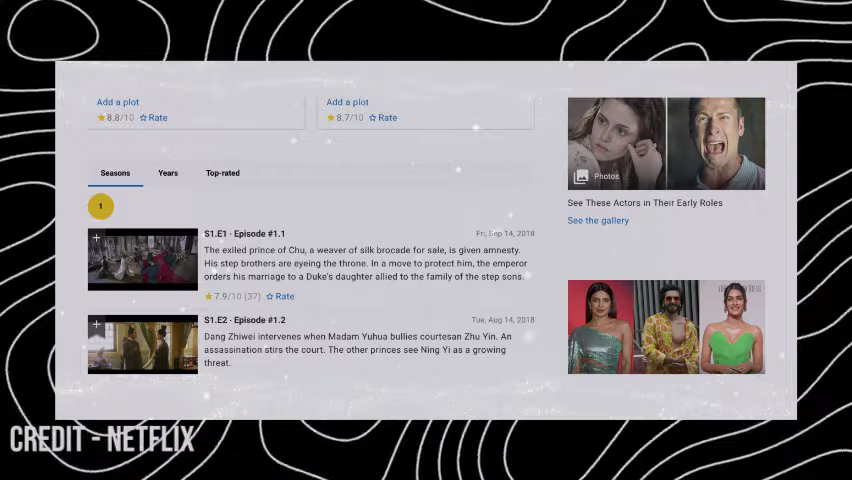 Add a plot
8.8/10 Rate
Add a plot
8.7/10 Rate
Seasons Years Top-rated
1
S1.E1 · Episode #1.1
Fri, Sep 14, 2018
The exiled prince of Chu, a weaver of silk brocade for sale, is given amnesty.
His step brothers are eyeing the throne. In a move to protect him, the emperor
orders his marriage to a Duke's daughter allied to the family of the step sons.
7.9/10 (37) Rate
S1.E2 · Episode #1.2
Tue, Aug 14, 2018
Dang Zhiwei intervenes when Madam Yuhua bullies courtesan Zhu Yin. An
assassination stirs the court. The other princes see Ning Yi as a growing
threat.
Photos
See These Actors in Their Early Roles
See the gallery
CREDIT - NETFLIX